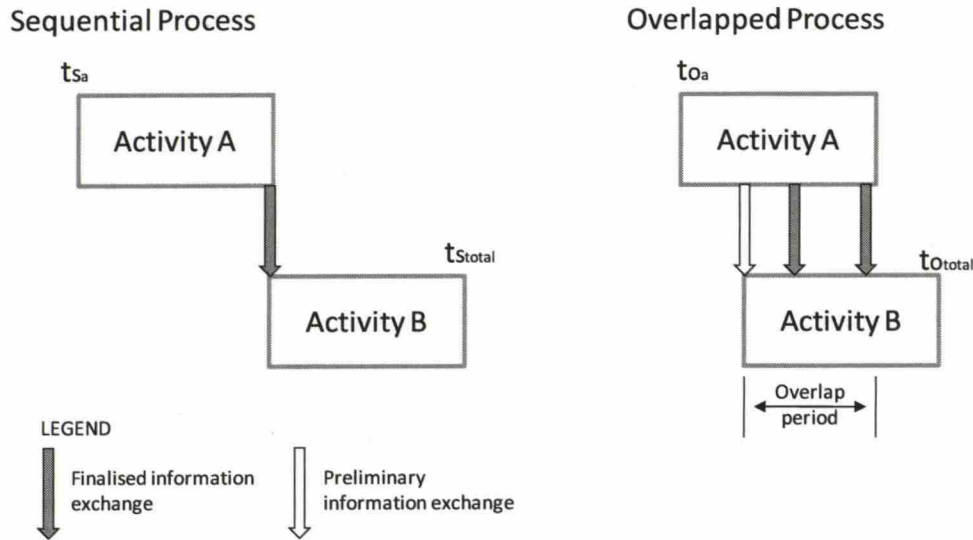 Sequential Process
Overlapped Process
tSa
Activity A
tStotal
Activity B
tOa
Activity A
tOtotal
Activity B
Overlap
period
LEGEND
Finalised information
exchange
Preliminary
information exchange